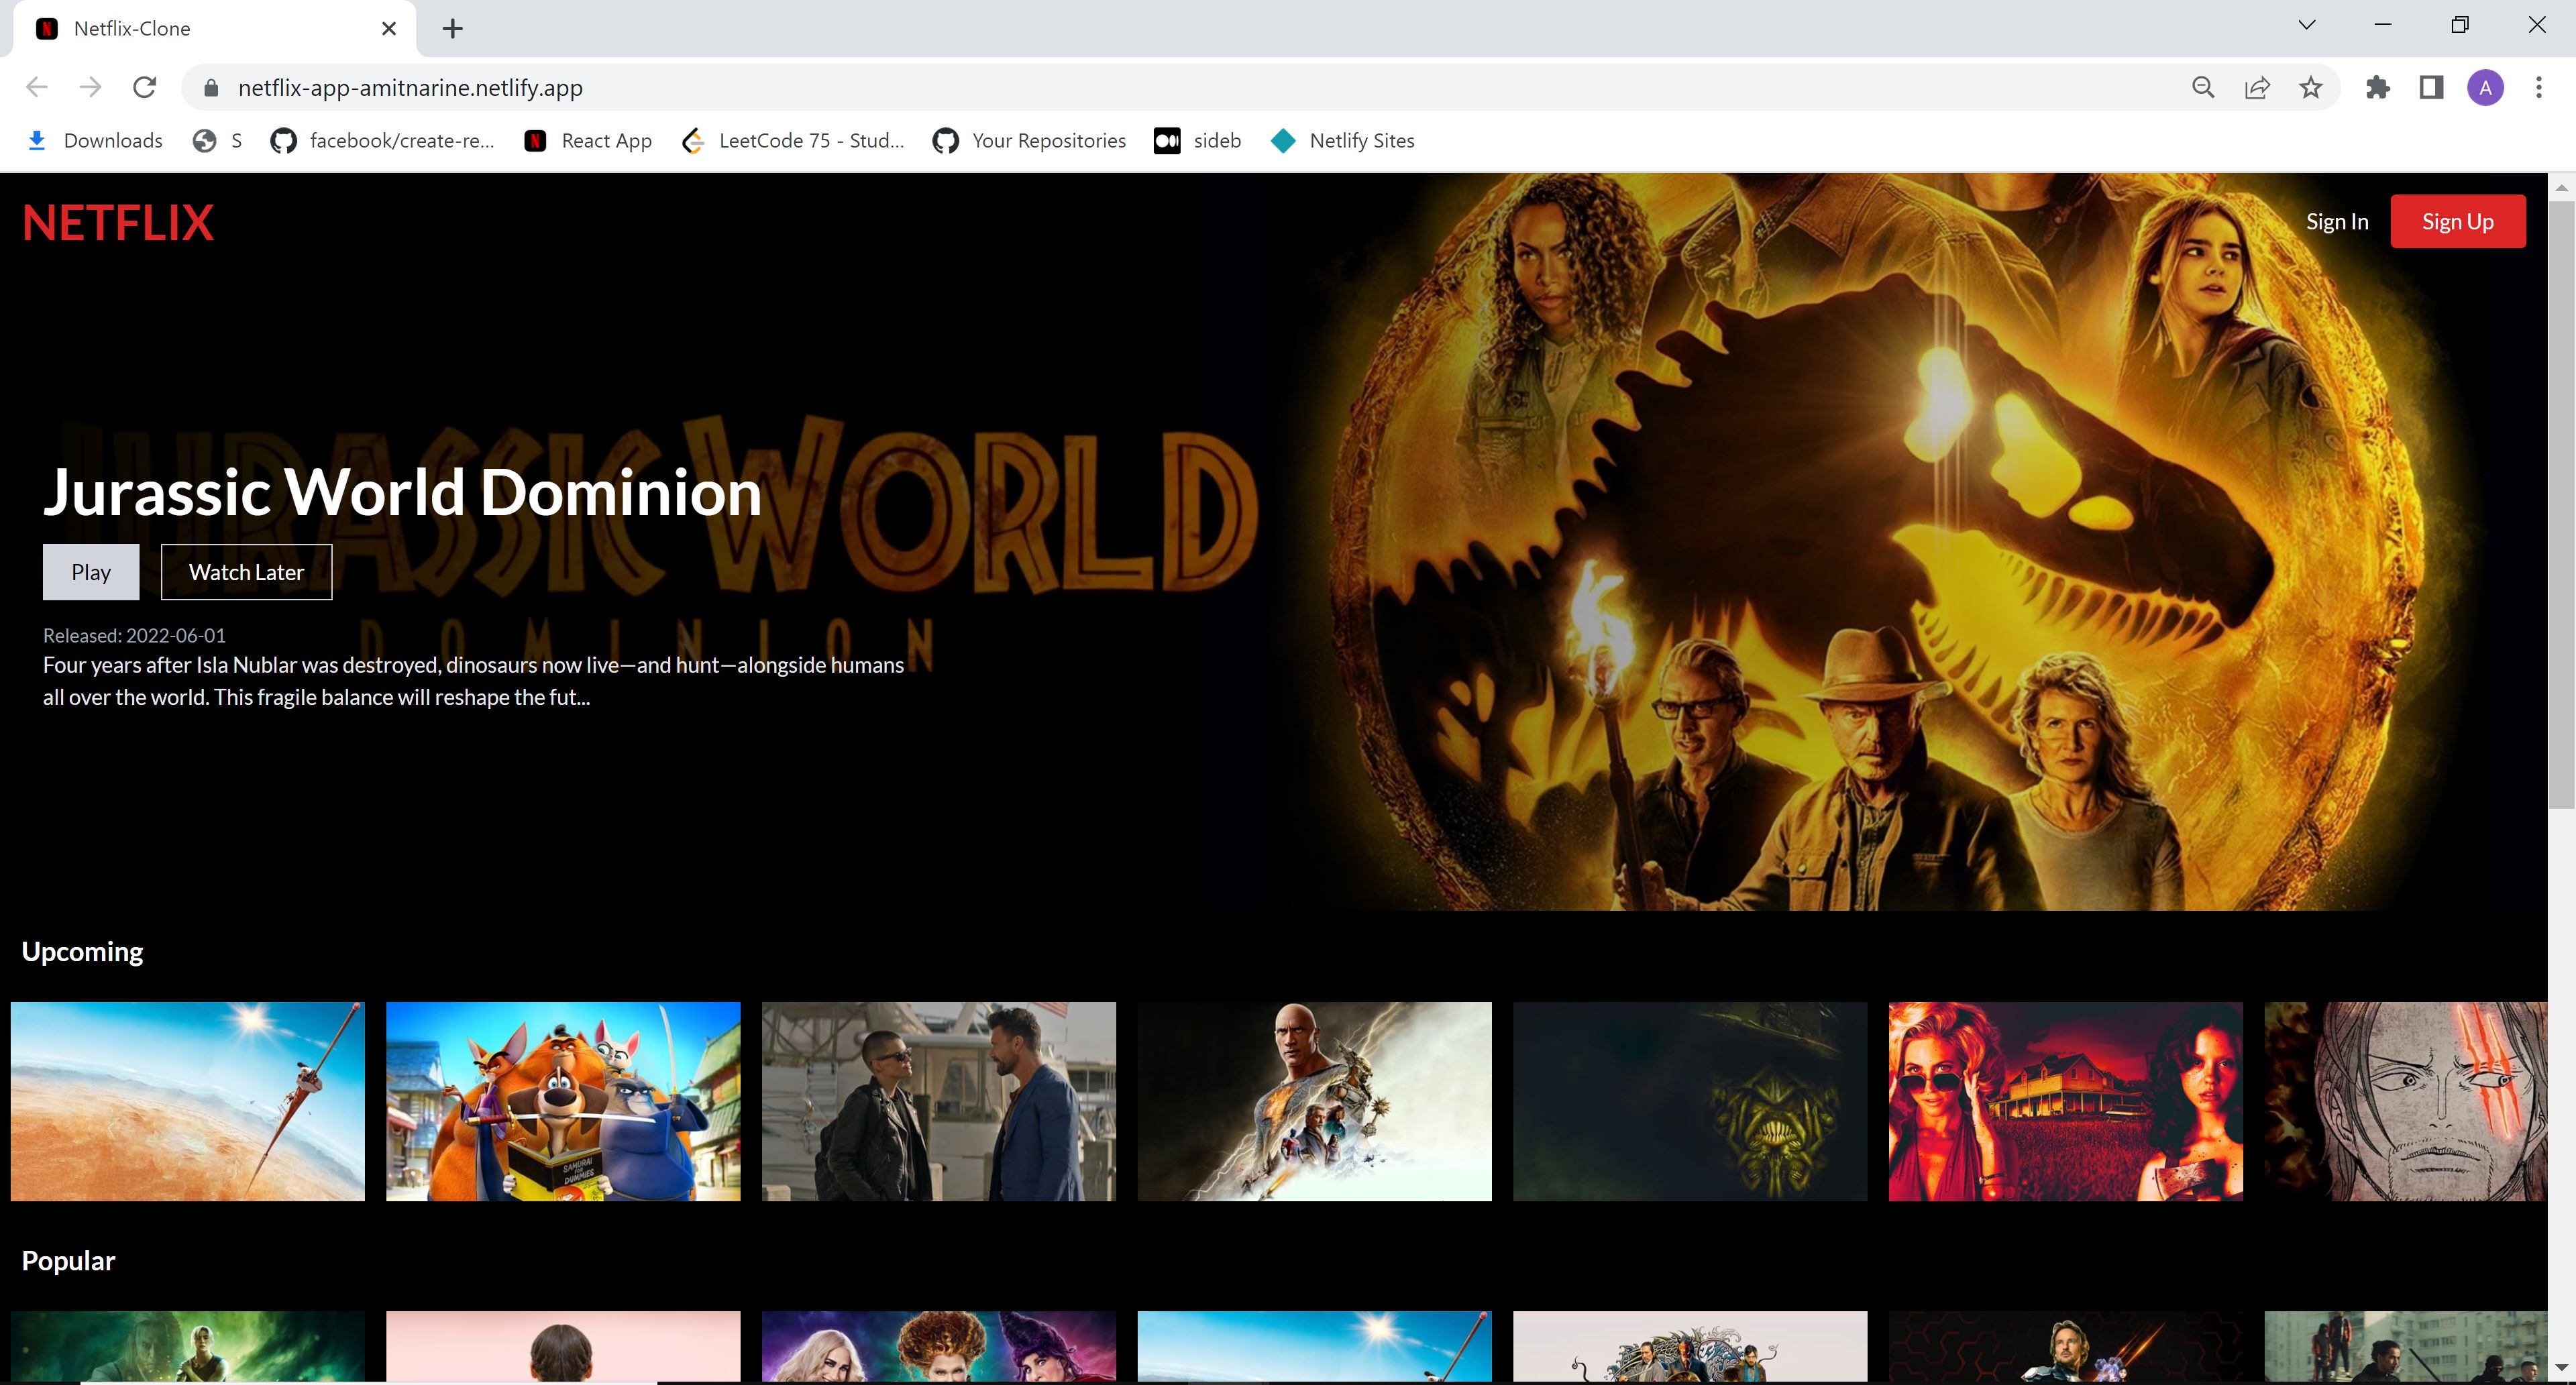 Netflix-Clone
netflix-app-amitnarine.netlify.app
A
Downloads
S
facebook/create-re...
React App
LeetCode 75 - Stud...
Your Repositories
sideb
Netlify Sites
NETFLIX
Sign In
Sign Up
JURASSIC WORLD
DOMINION
Jurassic World Dominion
Play
Watch Later
Released: 2022-06-01
Four years after Isla Nublar was destroyed, dinosaurs now live—and hunt—alongside humans
all over the world. This fragile balance will reshape the fut...
Upcoming
SAMURAI
FOR
DUMMIES
Popular